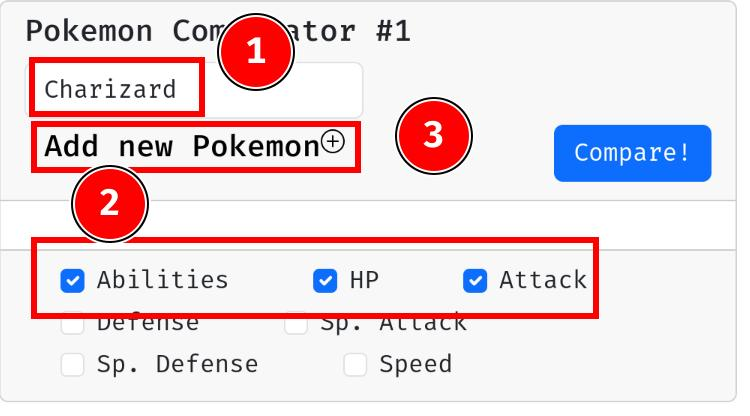 Pokemon Com ator #1
1
Charizard
Add new Pokemon
3
Compare!
2
Abilities HP Attack
Defense Sp. Attack
Sp. Defense Speed